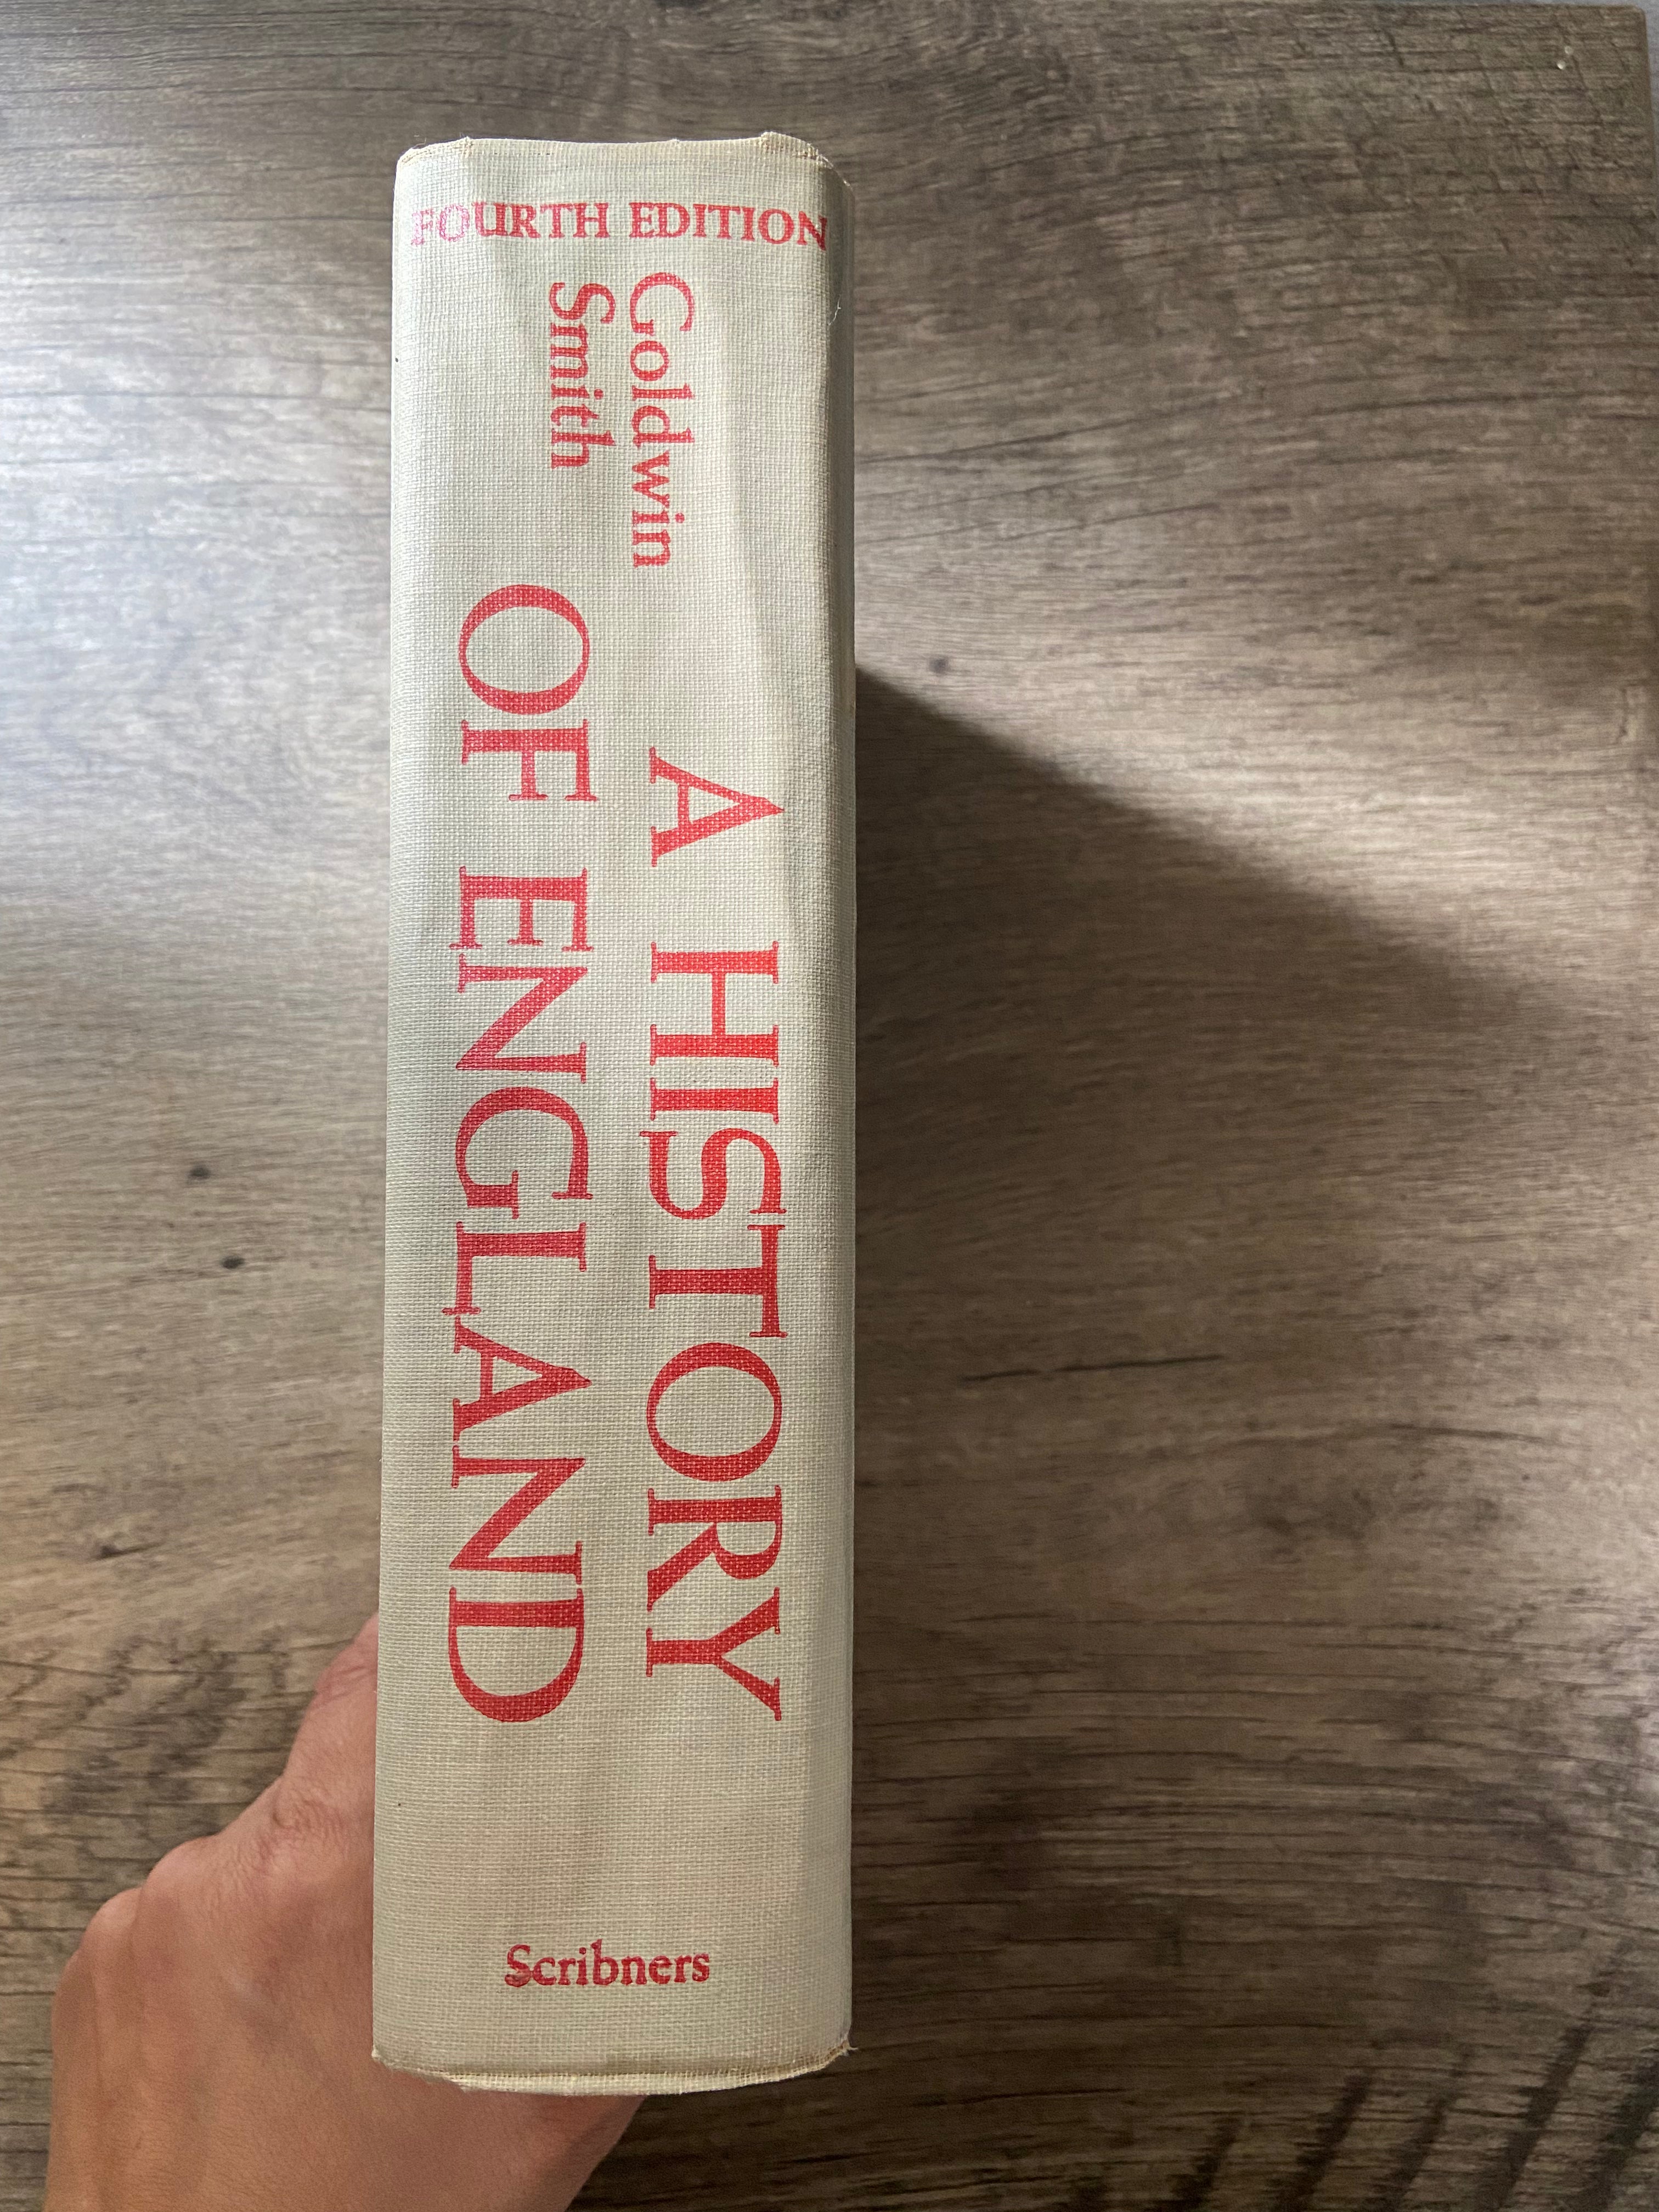 FOURTH EDITION
Goldwin
Smith
A HISTORY
OF ENGLAND
Scribners